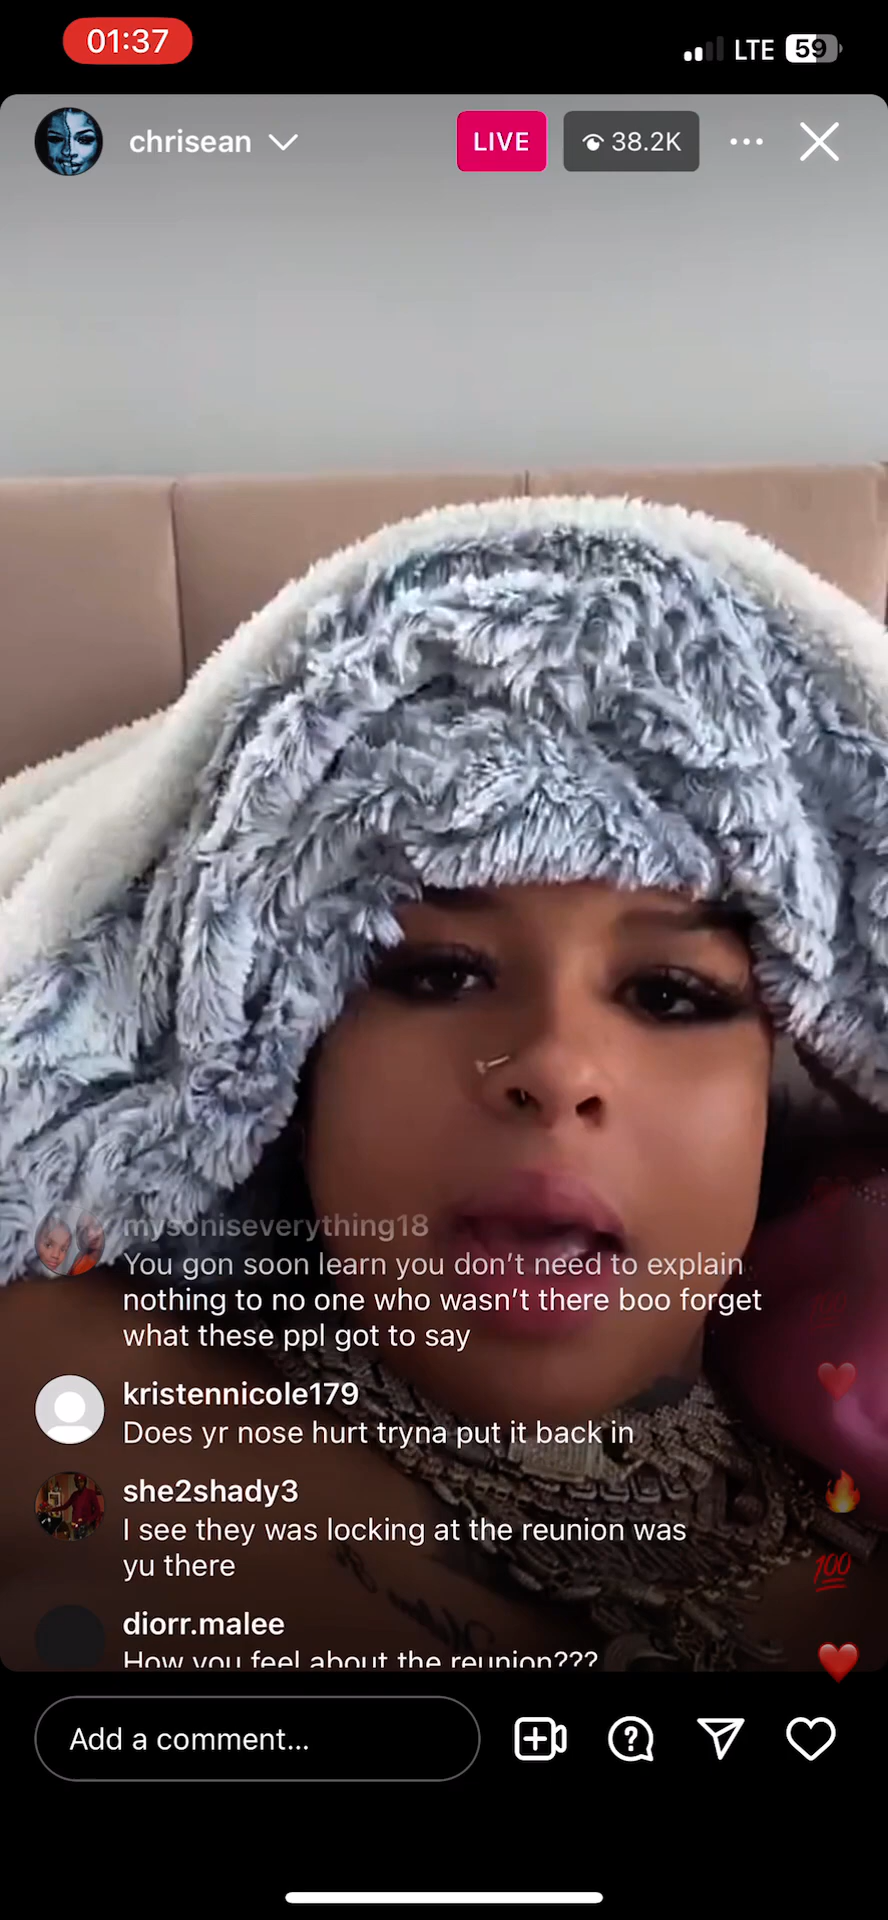 01:37
LTE 59
chrisean
LIVE
38.2K
mysoniseverything18
You gon soon learn you don't need to explain
nothing to no one who wasn't there boo forget
what these ppl got to say
kristennicole179
Does yr nose hurt tryna put it back in
she2shady3
I see they was locking at the reunion was
yu there
diorr.malee
How you feel about the reunion???
100
Add a comment...